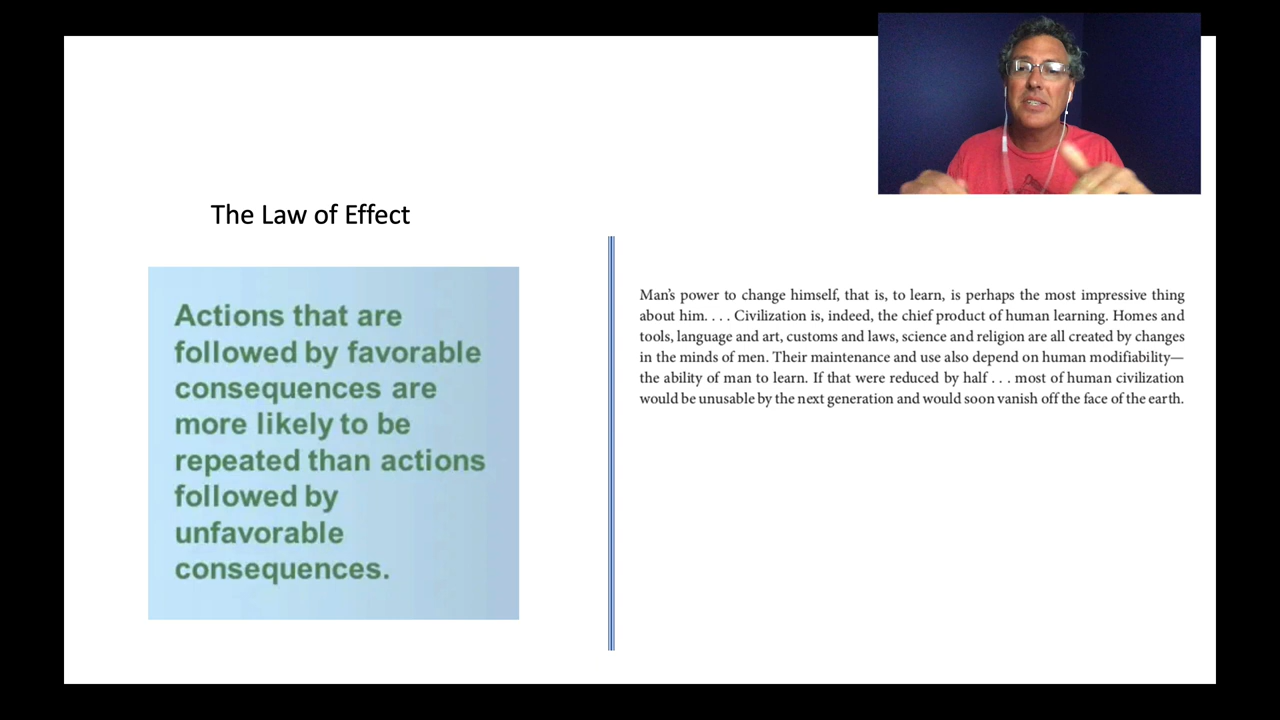 The Law of Effect
Actions that are
followed by favorable
consequences are
more likely to be
repeated than actions
followed by
unfavorable
consequences.
Man’s power to change himself, that is, to learn, is perhaps the most impressive thing
about him. . . . Civilization is, indeed, the chief product of human learning. Homes and
tools, language and art, customs and laws, science and religion are all created by changes
in the minds of men. Their maintenance and use also depend on human modifiability—
the ability of man to learn. If that were reduced by half . . . most of human civilization
would be unusable by the next generation and would soon vanish off the face of the earth.